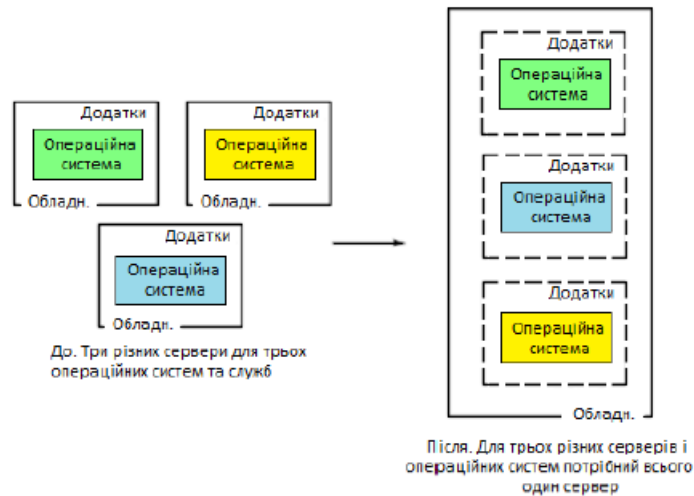 Додатки
Операційна
система
Обладн.
Додатки
Операційна
система
Обладн.
Додатки
Операційна
система
Обладн.
До. Три різних сервери для трьох
операційних систем та служб
Додатки
Операційна
система
Додатки
Операційна
система
Додатки
Операційна
система
Обладн.
Після. Для трьох різних серверів і
операційних систем потрібний всього
один сервер